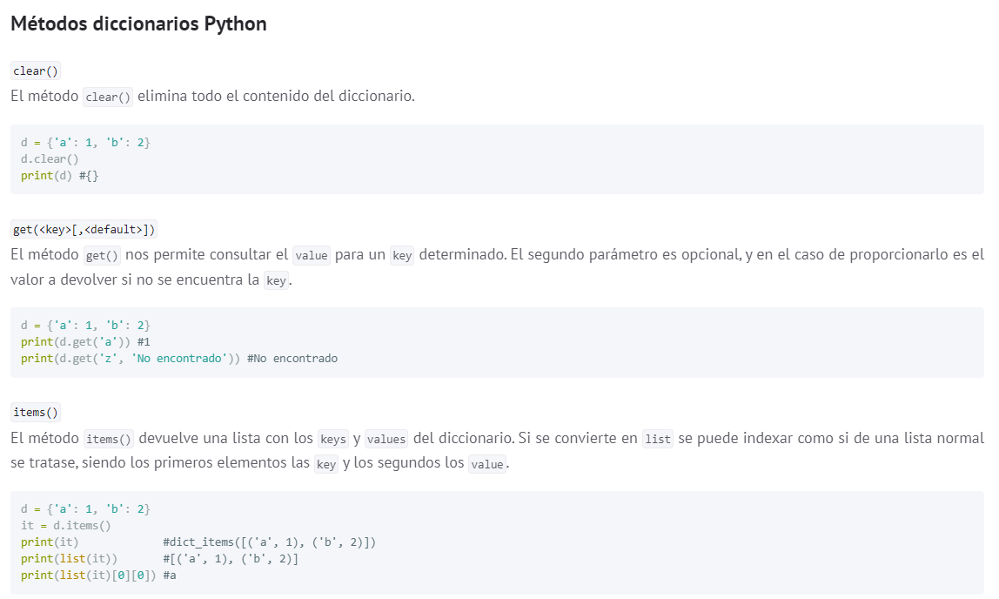 Métodos diccionarios Python
clear()
El método clear() elimina todo el contenido del diccionario.
d = {'a': 1, 'b': 2}
d.clear()
print(d) #{}
get(<key>[,<default>])
El método get() nos permite consultar el value para un key determinado. El segundo parámetro es opcional, y en el caso de proporcionarlo es el
valor a devolver si no se encuentra la key.
d = {'a': 1, 'b': 2}
print(d.get('a')) #1
print(d.get('z', 'No encontrado')) #No encontrado
items()
El método items() devuelve una lista con los keys y values del diccionario. Si se convierte en list se puede indexar como si de una lista normal
se tratase, siendo los primeros elementos las key y los segundos los value.
d = {'a': 1, 'b': 2}
it = d.items()
print(it)             #dict_items([('a', 1), ('b', 2)])
print(list(it))       #[('a', 1), ('b', 2)]
print(list(it)[0][0]) #a